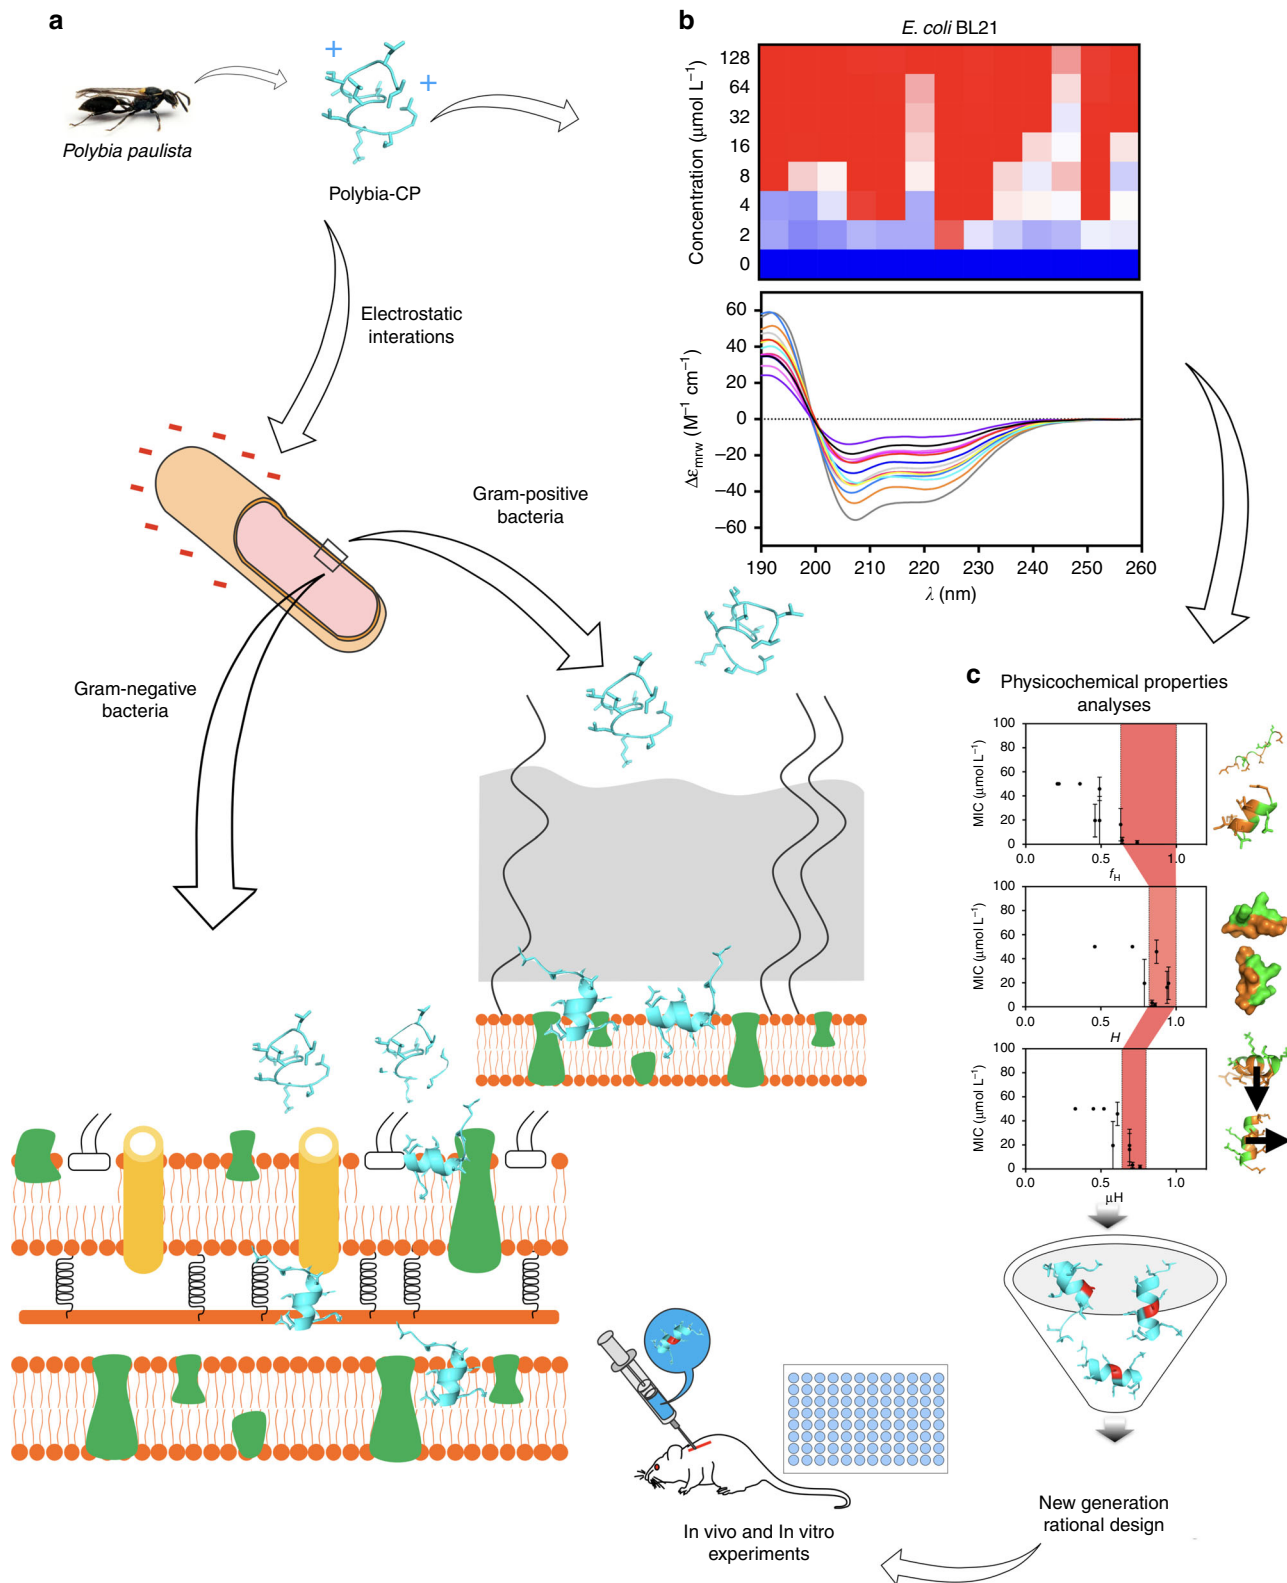 a
Polybia paulista
+
+
Polybia-CP
Electrostatic
interations
Gram-positive
bacteria
Gram-negative
bacteria
b
E. coli BL21
Concentration (μmol L⁻¹)
128
64
32
16
8
4
2
0
Δε_mrw (M⁻¹ cm⁻¹)
60
40
20
0
−20
−40
−60
190 200 210 220 230 240 250 260
λ (nm)
c
Physicochemical properties
analyses
MIC (μmol L⁻¹)
100
80
60
40
20
0
0.0 0.5 1.0
f_H
MIC (μmol L⁻¹)
100
80
60
40
20
0
0.0 0.5 1.0
H
MIC (μmol L⁻¹)
100
80
60
40
20
0
0.0 0.5 1.0
μH
New generation
rational design
In vivo and In vitro
experiments